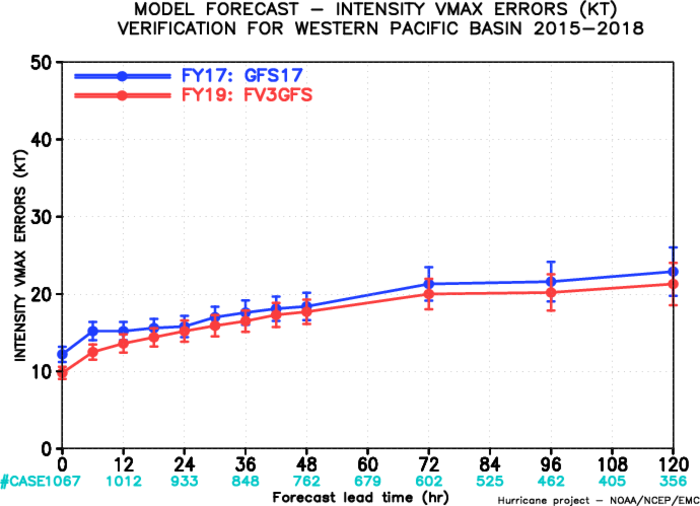 MODEL FORECAST – INTENSITY VMAX ERRORS (KT)
VERIFICATION FOR WESTERN PACIFIC BASIN 2015–2018
FY17: GFS17
FY19: FV3GFS
50
40
30
20
10
0
INTENSITY VMAX ERRORS (KT)
0 12 24 36 48 60 72 84 96 108 120
#CASE1067 1012 933 848 762 679 602 525 462 405 356
Forecast lead time (hr)
Hurricane project – NOAA/NCEP/EMC